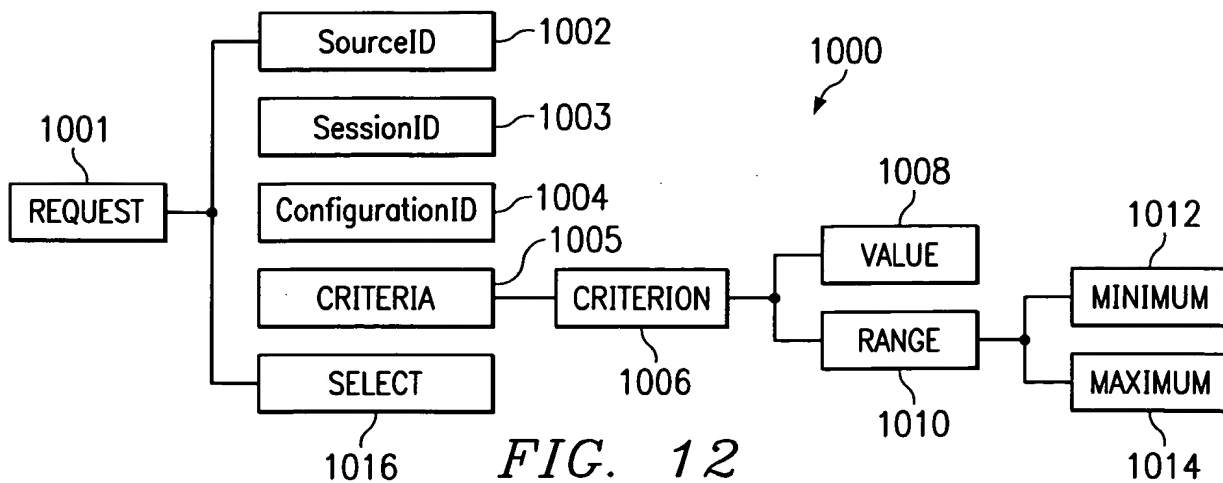 SourceID
1002
1000
SessionID
1003
1001
REQUEST
ConfigurationID
1004
1005
1008
VALUE
1012
MINIMUM
CRITERIA
CRITERION
1006
RANGE
1010
MAXIMUM
1014
SELECT
1016
FIG. 12